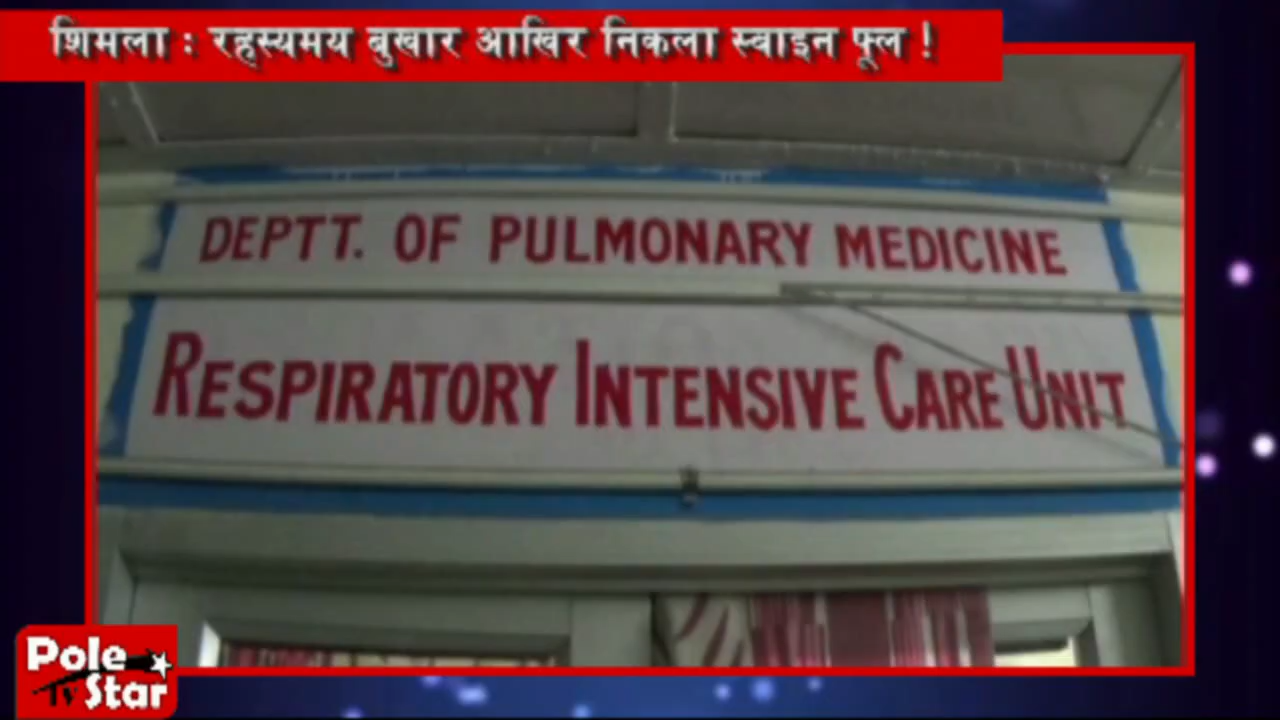 शिमला : रहस्यमय बुखार आखिर निकला स्वाइन फूल !
DEPTT. OF PULMONARY MEDICINE
RESPIRATORY INTENSIVE CARE UNIT
Pole
Tv Star